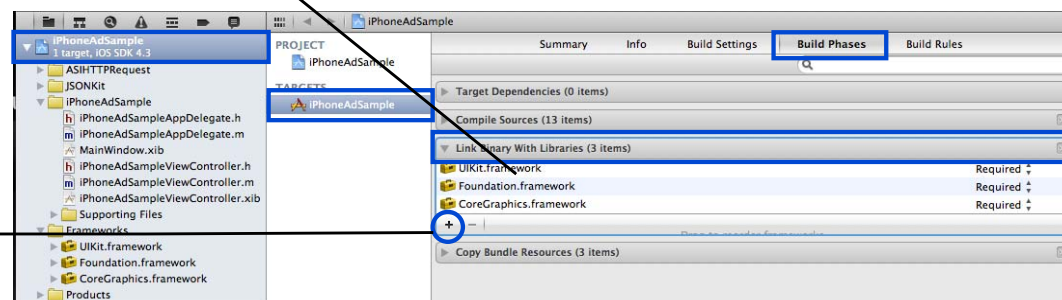 iPhoneAdSample
iPhoneAdSample
1 target, iOS SDK 4.3
ASIHTTPRequest
JSONKit
iPhoneAdSample
iPhoneAdSampleAppDelegate.h
iPhoneAdSampleAppDelegate.m
MainWindow.xib
iPhoneAdSampleViewController.h
iPhoneAdSampleViewController.m
iPhoneAdSampleViewController.xib
Supporting Files
Frameworks
UIKit.framework
Foundation.framework
CoreGraphics.framework
Products
PROJECT
iPhoneAdSample
TARGETS
iPhoneAdSample
Summary Info Build Settings Build Phases Build Rules
Target Dependencies (0 items)
Compile Sources (13 items)
Link Binary With Libraries (3 items)
UIKit.framework Required
Foundation.framework Required
CoreGraphics.framework Required
Drag to reorder frameworks
Copy Bundle Resources (3 items)